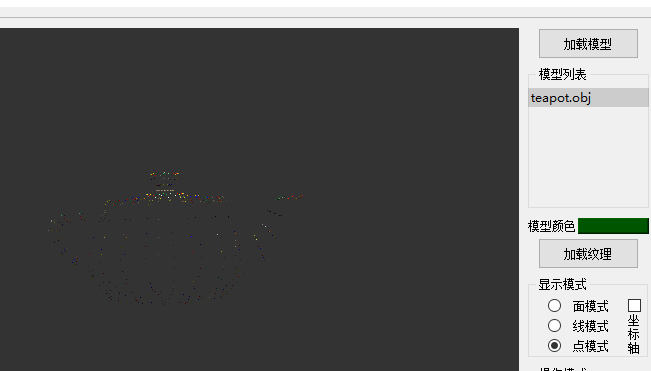 加载模型
模型列表
teapot.obj
模型颜色
加载纹理
显示模式
面模式
线模式
点模式
坐标轴